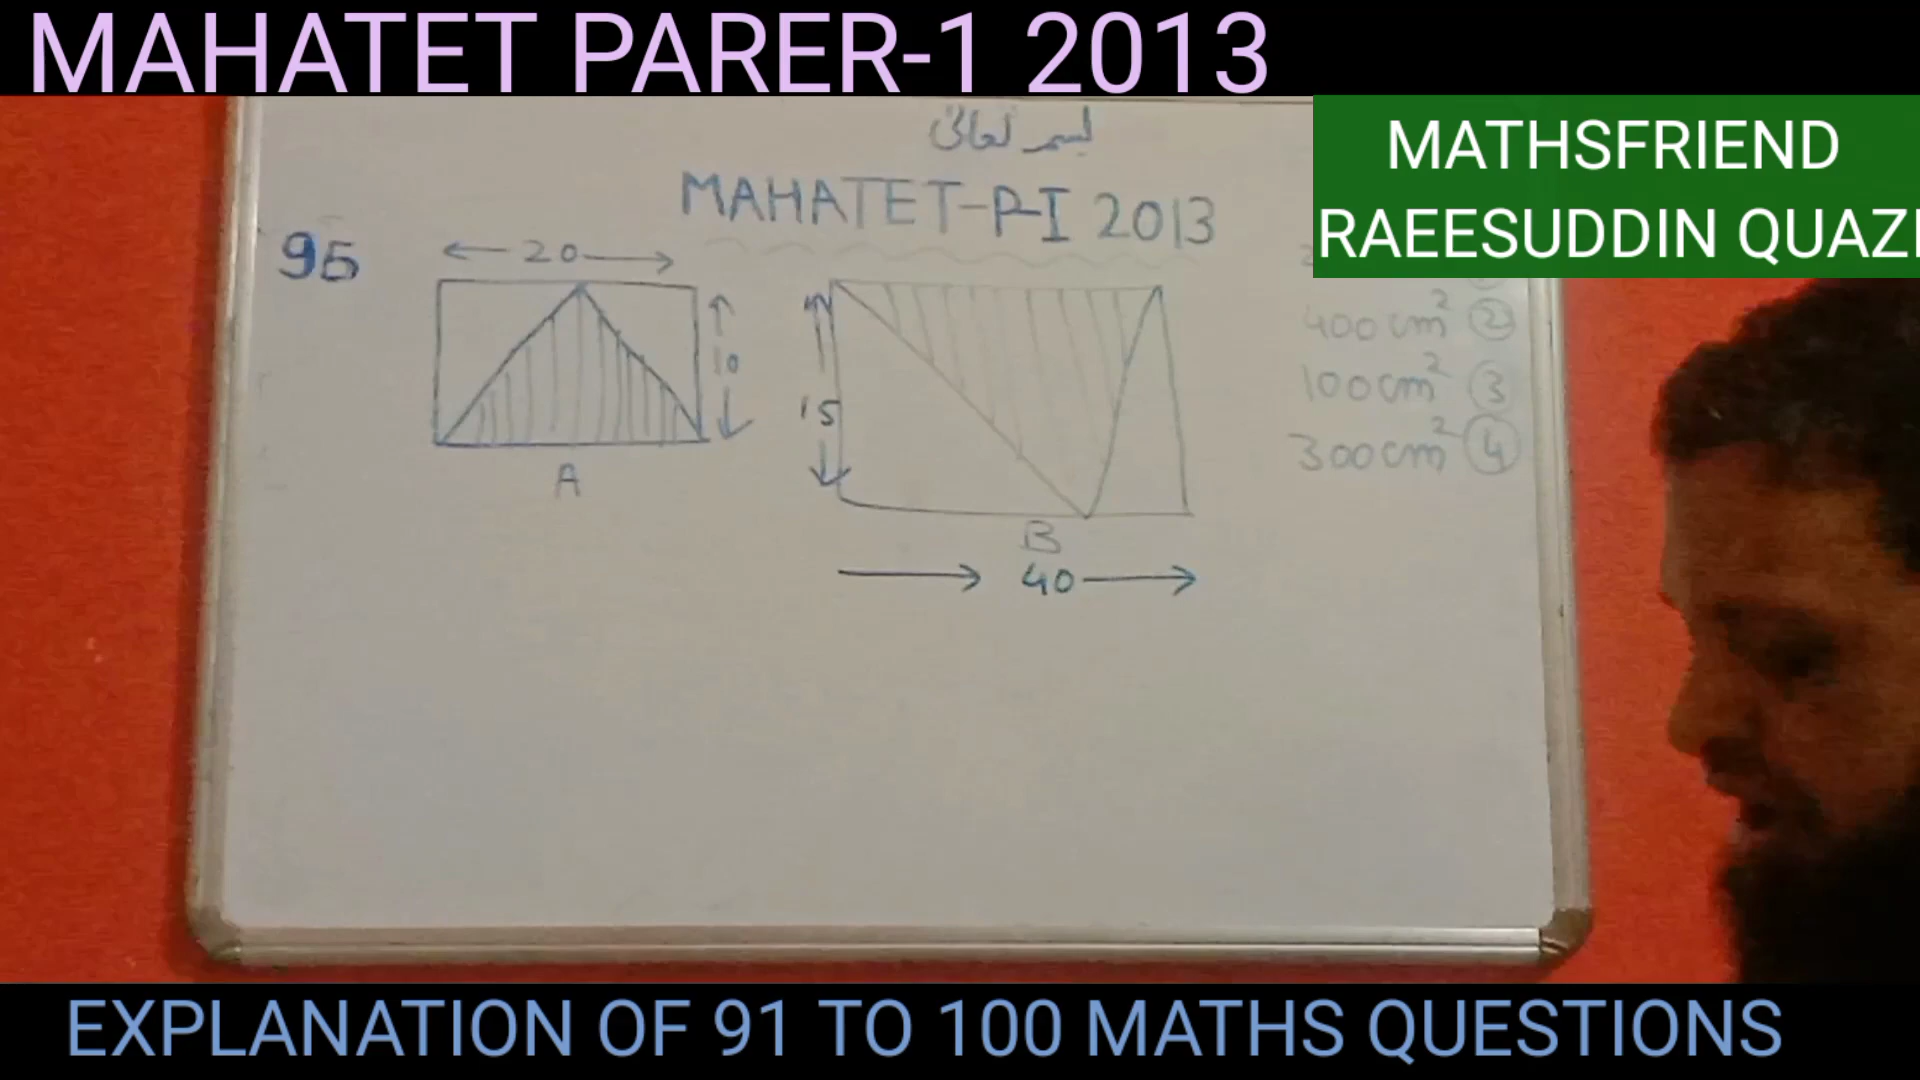 MAHATET PARER-1 2013
MATHSFRIEND
RAEESUDDIN QUAZI
بسمہ تعالیٰ
MAHATET-P-I 2013
95
20
10
A
15
B
40
400 cm² ②
100 cm² ③
300 cm² ④
EXPLANATION OF 91 TO 100 MATHS QUESTIONS